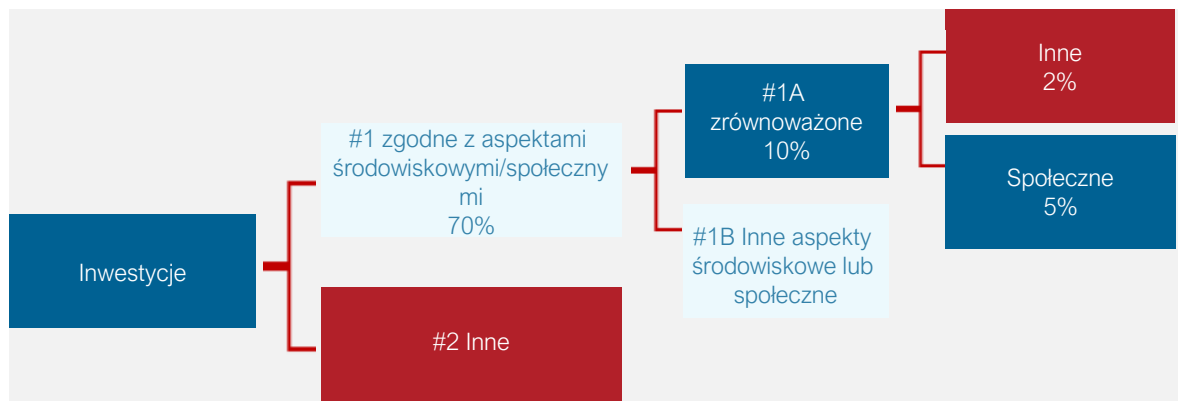 Inwestycje
#1 zgodne z aspektami
środowiskowymi/społeczny
mi
70%
#2 Inne
#1A
zrównoważone
10%
#1B Inne aspekty
środowiskowe lub
społeczne
Inne
2%
Społeczne
5%